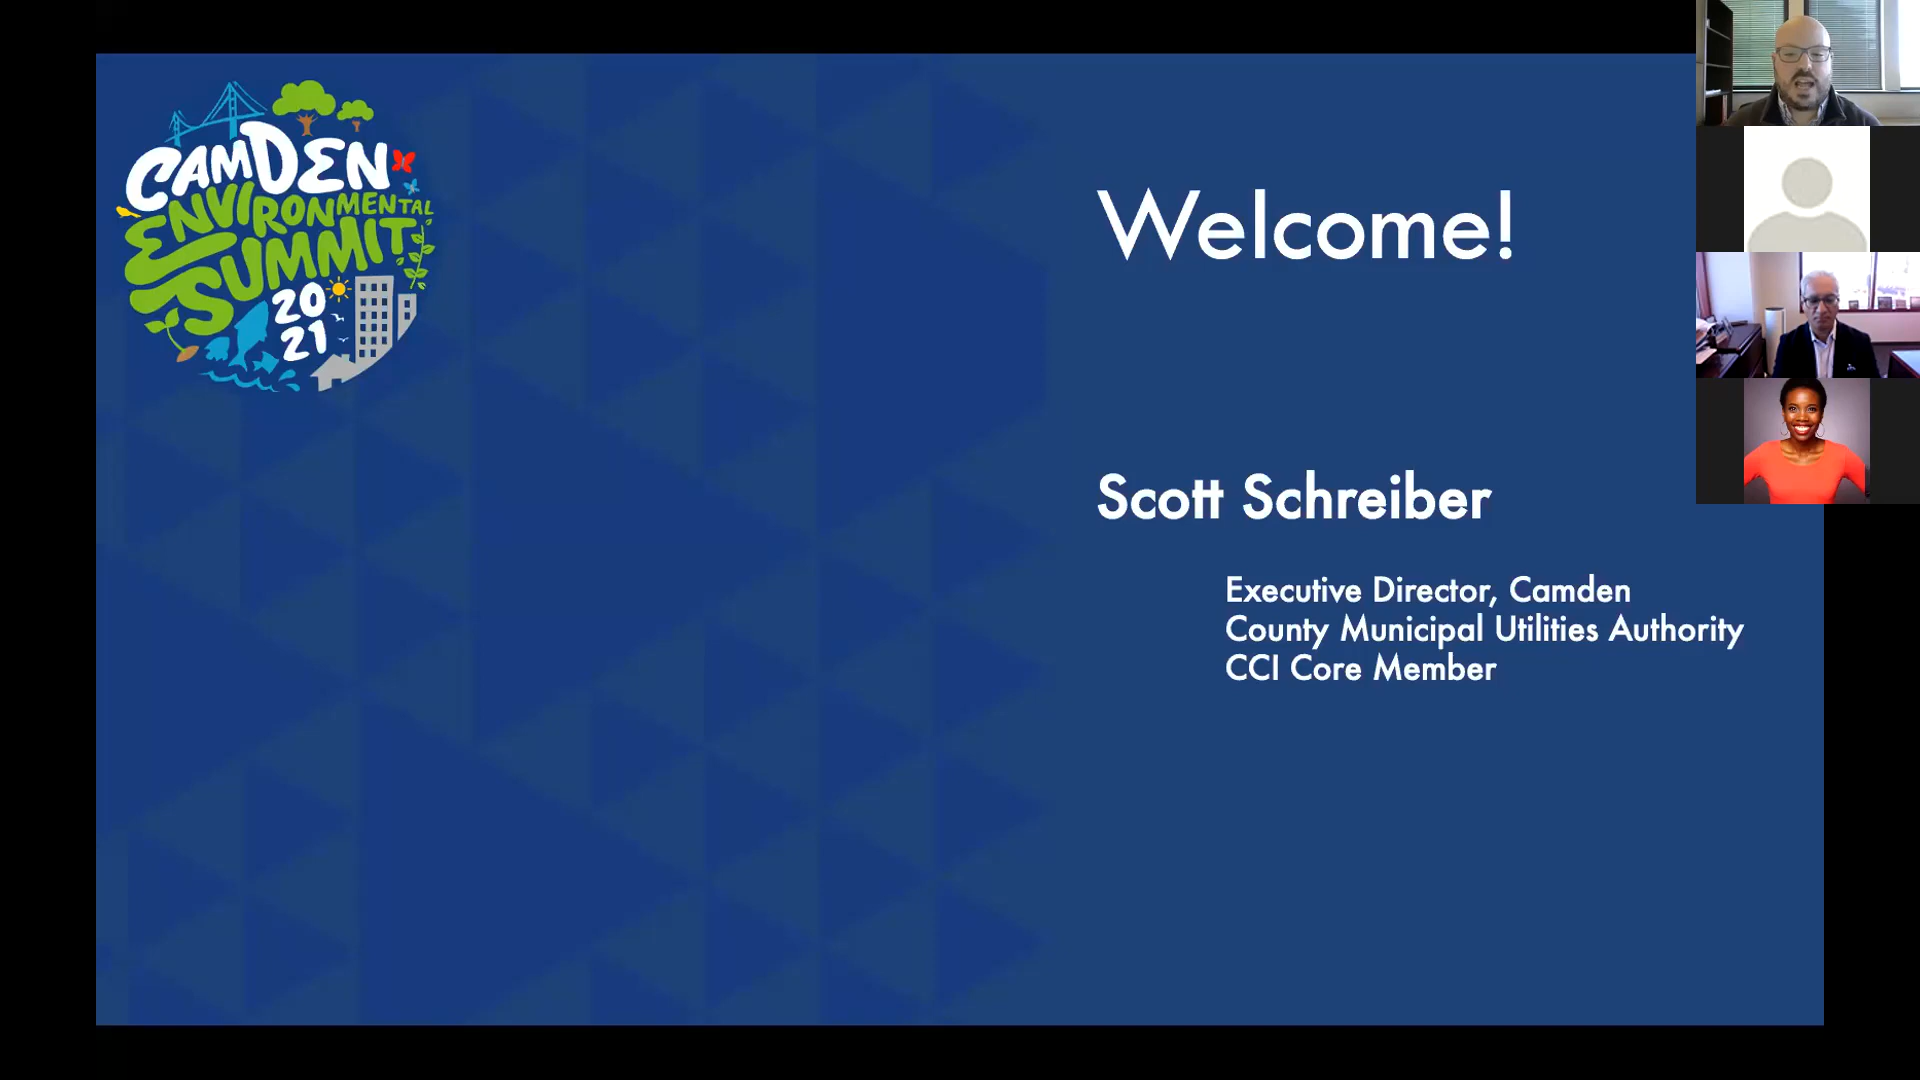 CAMDEN
ENVIRONMENTAL
SUMMIT
20
21
Welcome!
Scott Schreiber
Executive Director, Camden
County Municipal Utilities Authority
CCI Core Member